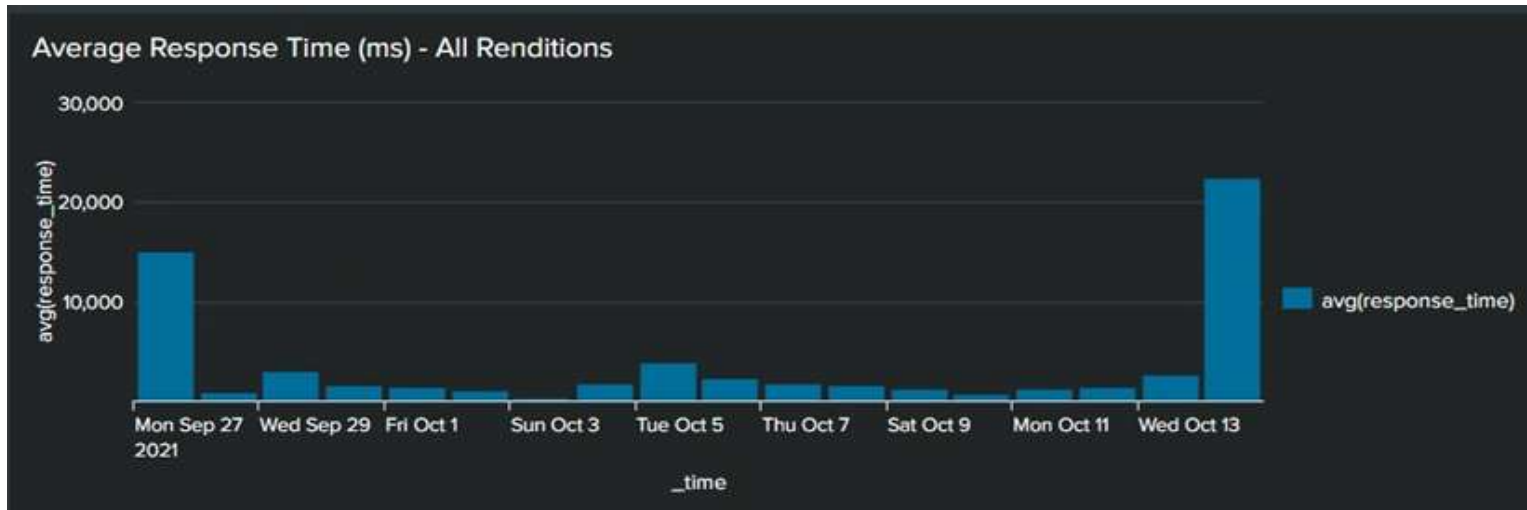 Average Response Time (ms) - All Renditions
30,000
20,000
10,000
avg(response_time)
avg(response_time)
Mon Sep 27 Wed Sep 29 Fri Oct 1 Sun Oct 3 Tue Oct 5 Thu Oct 7 Sat Oct 9 Mon Oct 11 Wed Oct 13
2021
_time